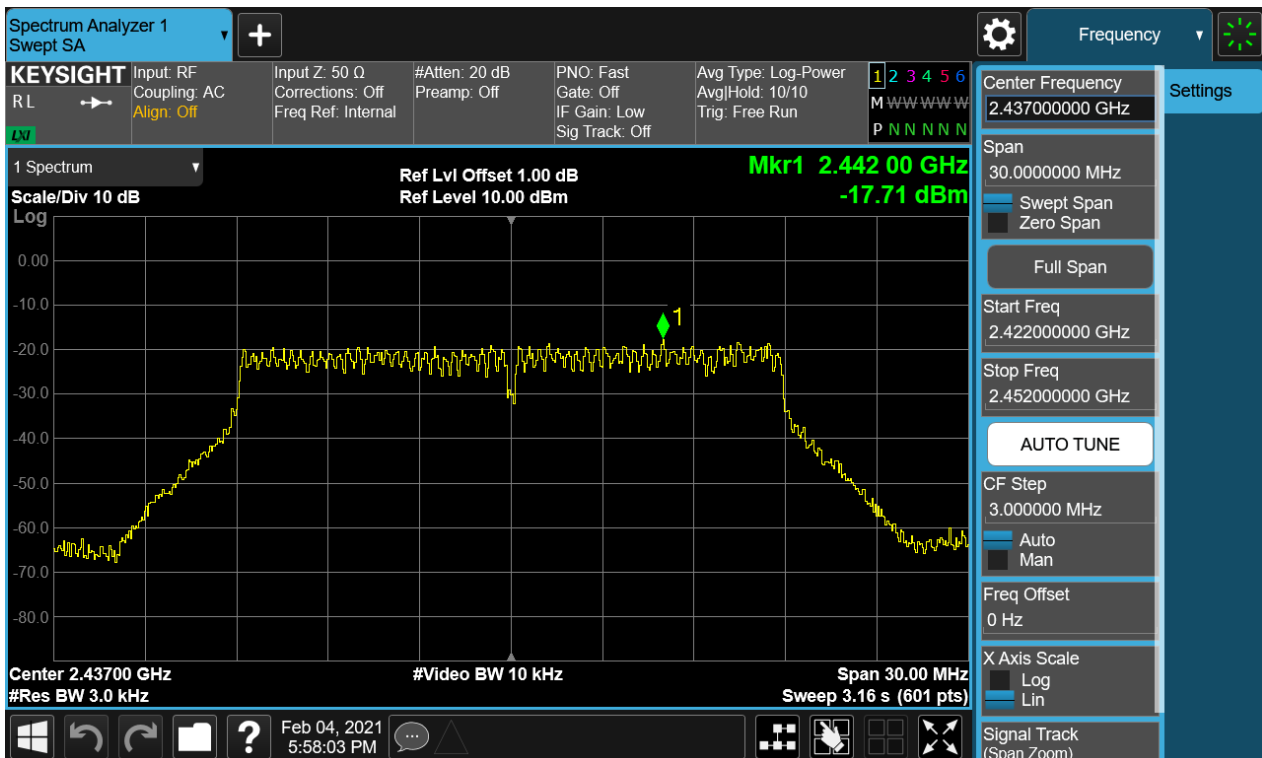 Spectrum Analyzer 1
Swept SA
+
Frequency
KEYSIGHT
R L
LXI
Input: RF
Coupling: AC
Align: Off
Input Z: 50 Ω
Corrections: Off
Freq Ref: Internal
#Atten: 20 dB
Preamp: Off
PNO: Fast
Gate: Off
IF Gain: Low
Sig Track: Off
Avg Type: Log-Power
Avg|Hold: 10/10
Trig: Free Run
1 2 3 4 5 6
M W W W W W
P N N N N N
1 Spectrum
Scale/Div 10 dB
Log
Ref Lvl Offset 1.00 dB
Ref Level 10.00 dBm
Mkr1 2.442 00 GHz
-17.71 dBm
0.00
-10.0
-20.0
-30.0
-40.0
-50.0
-60.0
-70.0
-80.0
1
Center 2.43700 GHz
#Res BW 3.0 kHz
#Video BW 10 kHz
Span 30.00 MHz
Sweep 3.16 s (601 pts)
?
Feb 04, 2021
5:58:03 PM
Center Frequency
2.437000000 GHz
Settings
Span
30.0000000 MHz
Swept Span
Zero Span
Full Span
Start Freq
2.422000000 GHz
Stop Freq
2.452000000 GHz
AUTO TUNE
CF Step
3.000000 MHz
Auto
Man
Freq Offset
0 Hz
X Axis Scale
Log
Lin
Signal Track
(Span Zoom)